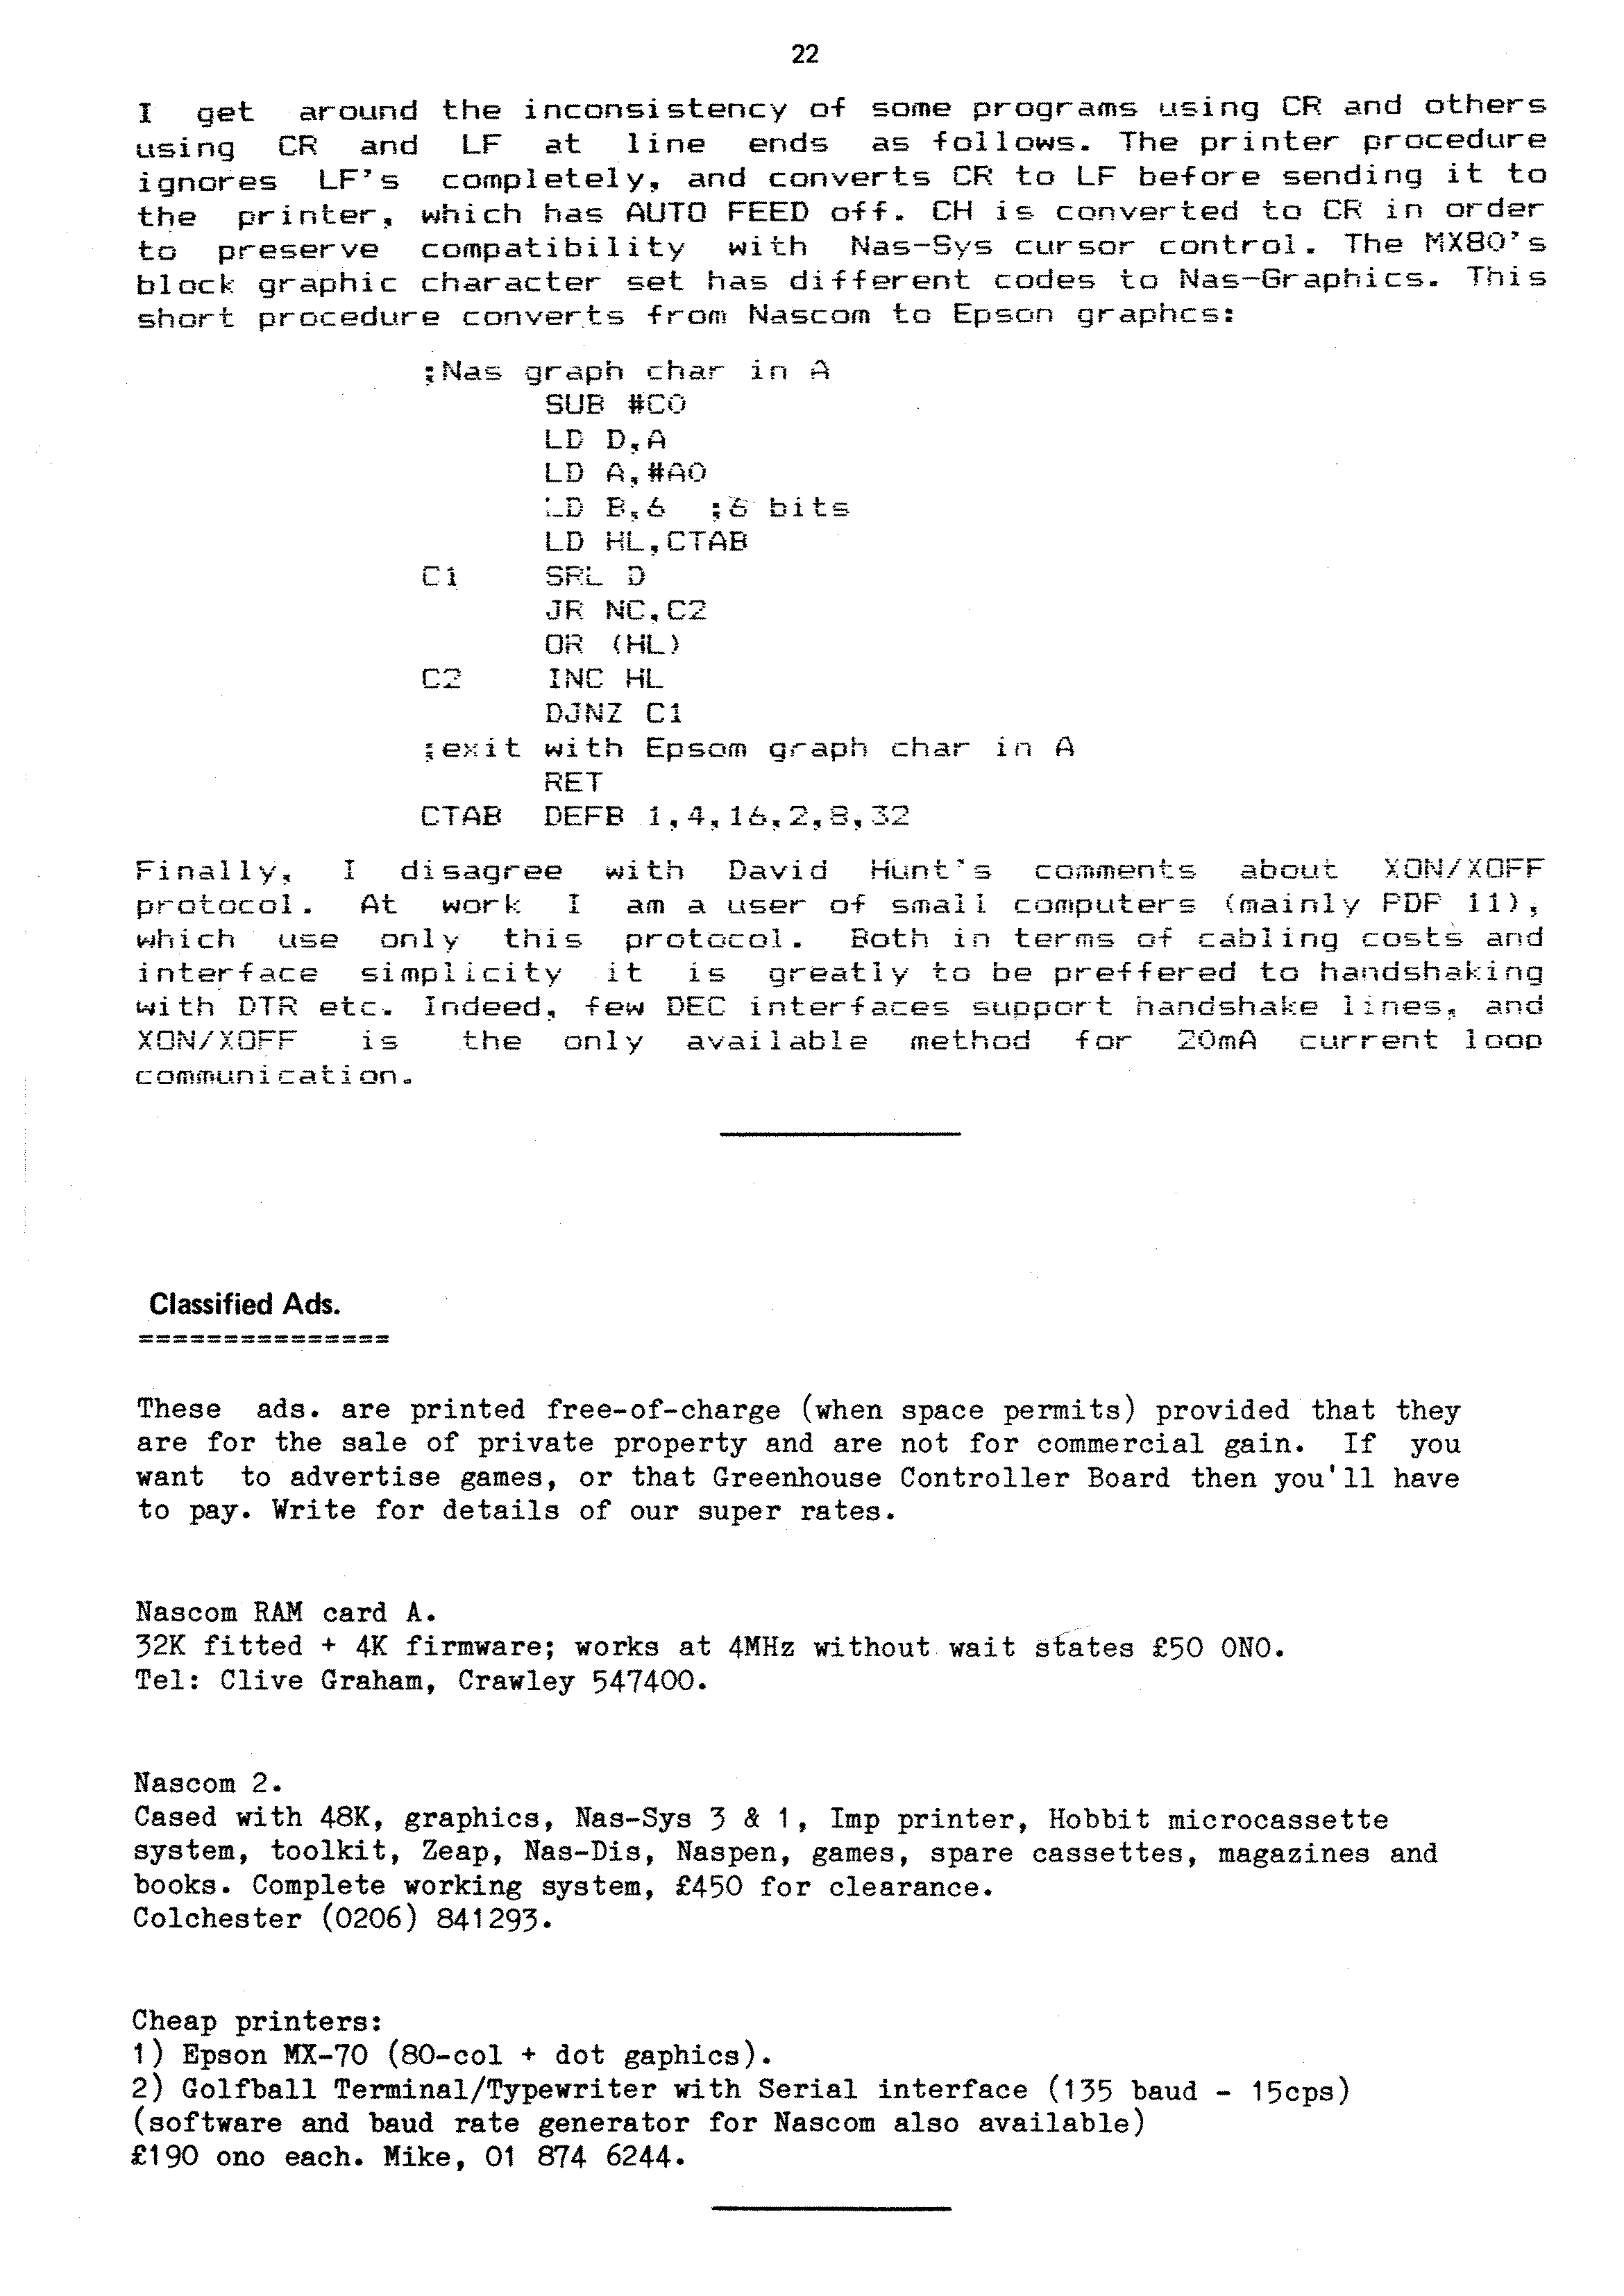 22
I get around the inconsistency of some programs using CR and others
using CR and LF at line ends as follows. The printer procedure
ignores LF's completely, and converts CR to LF before sending it to
the printer, which has AUTO FEED off. CH is converted to CR in order
to preserve compatibility with Nas-Sys cursor control. The MX80's
block graphic character set has different codes to Nas-Graphics. This
short procedure converts from Nascom to Epson graphcs:
;Nas graph char in A
SUB #C0
LD D,A
LD A,#A0
LD B,6 ;6 bits
LD HL,CTAB
C1 SRL D
JR NC,C2
OR (HL)
C2 INC HL
DJNZ C1
;exit with Epsom graph char in A
RET
CTAB DEFB 1,4,16,2,8,32
Finally, I disagree with David Hunt's comments about XON/XOFF
protocol. At work I am a user of small computers (mainly PDP 11),
which use only this protocol. Both in terms of cabling costs and
interface simplicity it is greatly to be preffered to handshaking
with DTR etc. Indeed, few DEC interfaces support handshake lines, and
XON/XOFF is the only available method for 20mA current loop
communication.
Classified Ads.
===============
These ads. are printed free-of-charge (when space permits) provided that they
are for the sale of private property and are not for commercial gain. If you
want to advertise games, or that Greenhouse Controller Board then you'll have
to pay. Write for details of our super rates.
Nascom RAM card A.
32K fitted + 4K firmware; works at 4MHz without wait states £50 ONO.
Tel: Clive Graham, Crawley 547400.
Nascom 2.
Cased with 48K, graphics, Nas-Sys 3 & 1, Imp printer, Hobbit microcassette
system, toolkit, Zeap, Nas-Dis, Naspen, games, spare cassettes, magazines and
books. Complete working system, £450 for clearance.
Colchester (0206) 841293.
Cheap printers:
1) Epson MX-70 (80-col + dot gaphics).
2) Golfball Terminal/Typewriter with Serial interface (135 baud - 15cps)
(software and baud rate generator for Nascom also available)
£190 ono each. Mike, 01 874 6244.